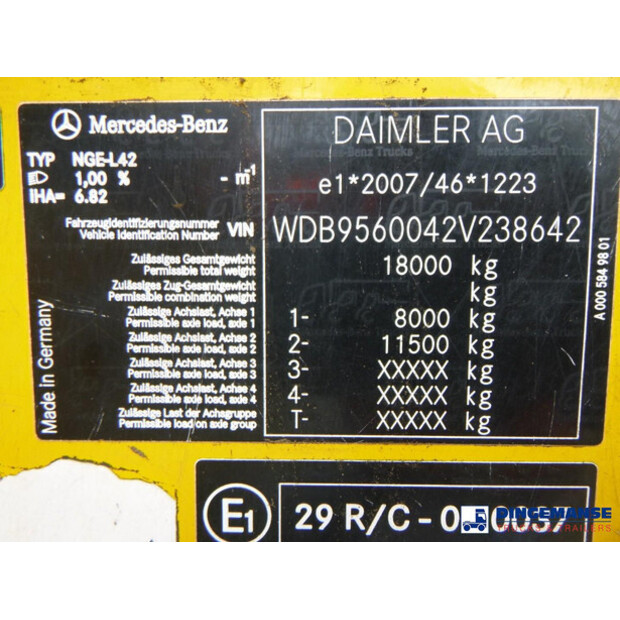 Mercedes-Benz
TYP NGE-L42
1,00 % - m⁻¹
IHA= 6.82
Fahrzeugidentifizierungsnummer
Vehicle Identification Number VIN
Zulässiges Gesamtgewicht
Permissible total weight
Zulässiges Zug-Gesamtgewicht
Permissible combination weight
Zulässige Achslast, Achse 1
Permissible axle load, axle 1
Zulässige Achslast, Achse 2
Permissible axle load, axle 2
Zulässige Achslast, Achse 3
Permissible axle load, axle 3
Zulässige Achslast, Achse 4
Permissible axle load, axle 4
Zulässige Last der Achsgruppe
Permissible load on axle group
Made in Germany
DAIMLER AG
e1*2007/46*1223
WDB9560042V238642
18000 kg
kg
1- 8000 kg
2- 11500 kg
3- XXXXX kg
4- XXXXX kg
T- XXXXX kg
A 000 584 98 01
E1
29 R/C -
DINGEMANSE
TRUCKS & TRAILERS